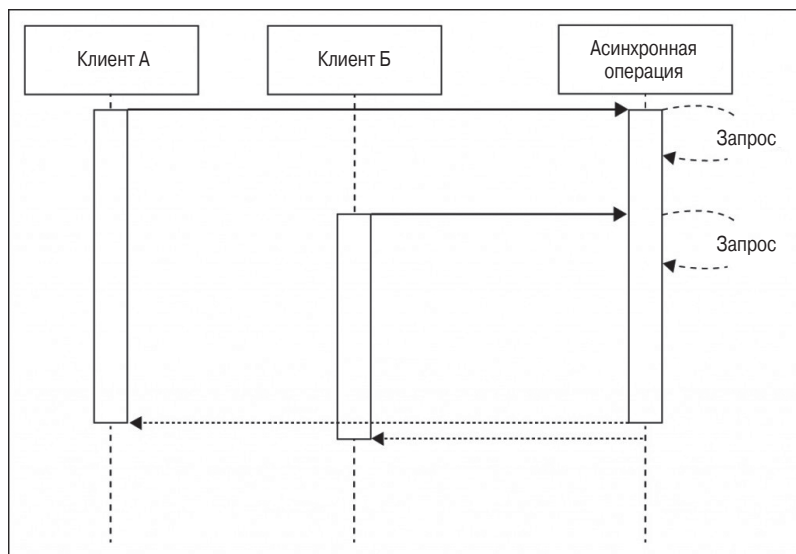 Клиент А
Клиент Б
Асинхронная
операция
Запрос
Запрос